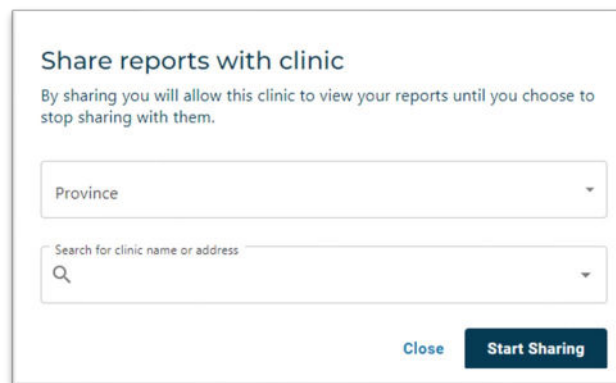 Share reports with clinic
By sharing you will allow this clinic to view your reports until you choose to
stop sharing with them.
Province
Search for clinic name or address
Close
Start Sharing